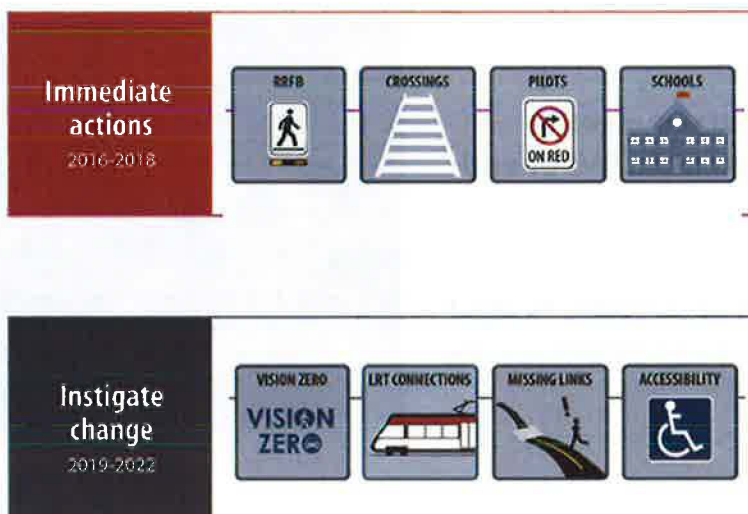 Immediate
actions
2016-2018
RRFB
CROSSINGS
PILOTS
ON RED
SCHOOLS
Instigate
change
2019-2022
VISION ZERO
VISION
ZERO
LRT CONNECTIONS
MISSING LINKS
ACCESSIBILITY